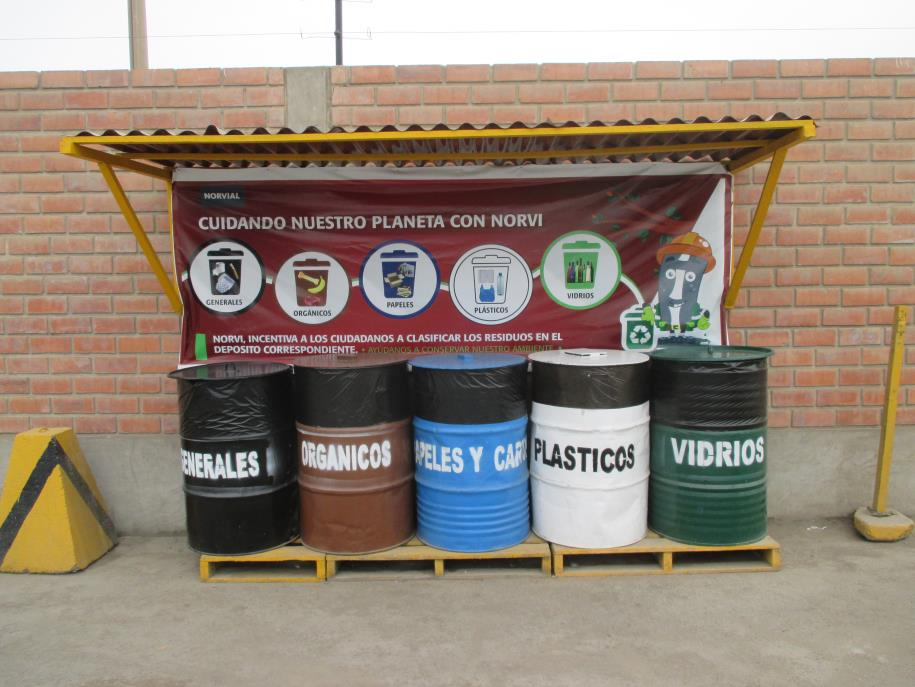 NORVIAL
CUIDANDO NUESTRO PLANETA CON NORVI
GENERALES
ORGÁNICOS
PAPELES
PLÁSTICOS
VIDRIOS
NORVI, INCENTIVA A LOS CIUDADANOS A CLASIFICAR LOS RESIDUOS EN EL
DEPOSITO CORRESPONDIENTE. • AYUDANOS A CONSERVAR NUESTRO AMBIENTE •
ENERALES
ORGANICOS
APELES Y CART
PLASTICOS
VIDRIOS